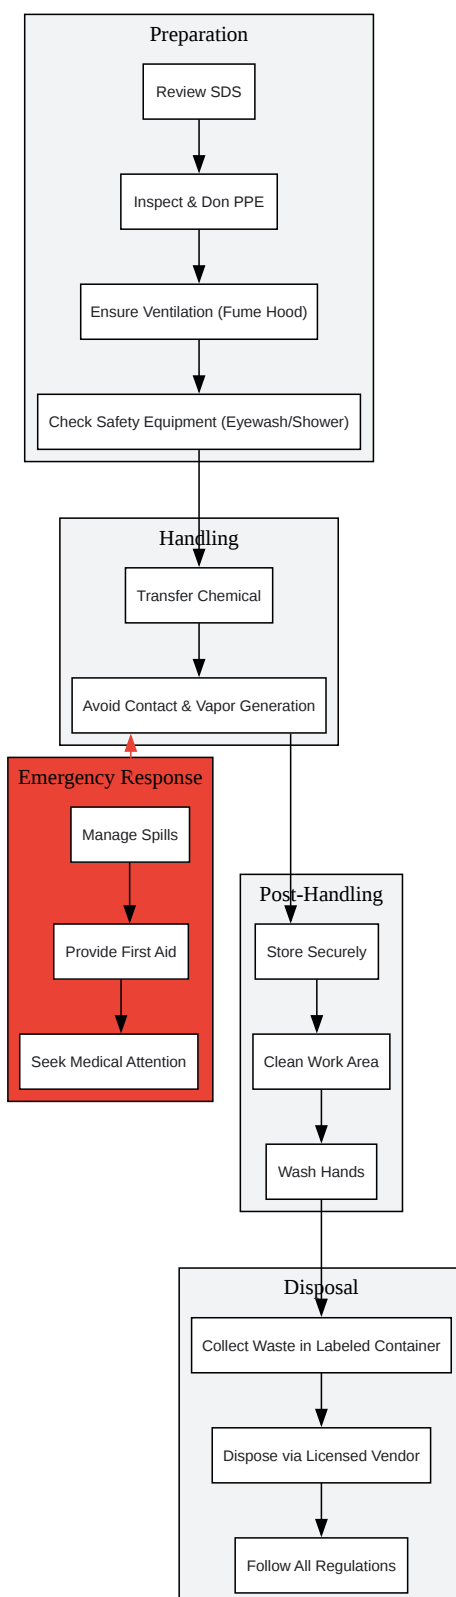 Preparation
Review SDS
Inspect & Don PPE
Ensure Ventilation (Fume Hood)
Check Safety Equipment (Eyewash/Shower)
Handling
Transfer Chemical
Avoid Contact & Vapor Generation
Emergency Response
Manage Spills
Provide First Aid
Seek Medical Attention
Post-Handling
Store Securely
Clean Work Area
Wash Hands
Disposal
Collect Waste in Labeled Container
Dispose via Licensed Vendor
Follow All Regulations